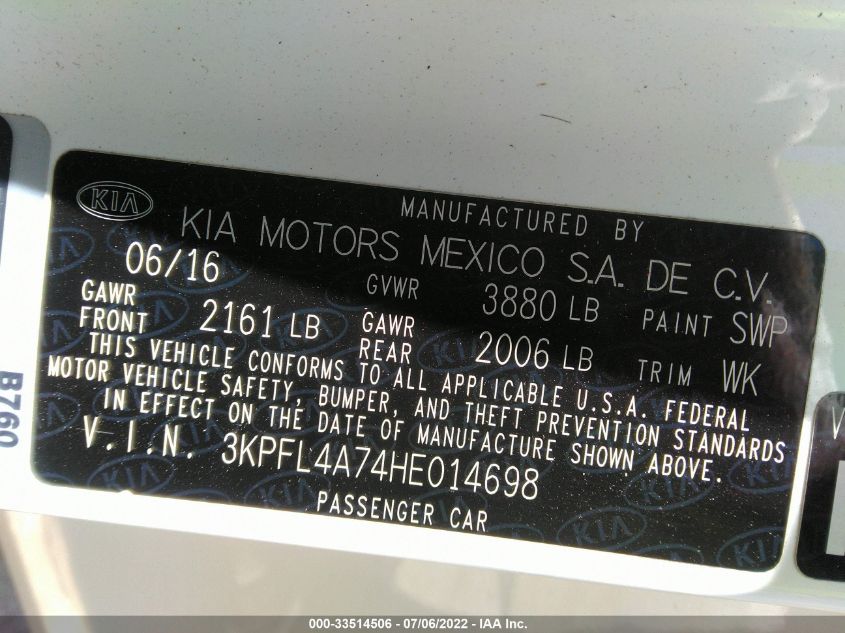 KIA
MANUFACTURED BY
KIA MOTORS MEXICO S.A. DE C.V.
06/16 GVWR 3880 LB PAINT SWP
GAWR FRONT 2161 LB GAWR REAR 2006 LB TRIM WK
THIS VEHICLE CONFORMS TO ALL APPLICABLE U.S.A. FEDERAL
MOTOR VEHICLE SAFETY, BUMPER, AND THEFT PREVENTION STANDARDS
IN EFFECT ON THE DATE OF MANUFACTURE SHOWN ABOVE.
V.I.N. 3KPFL4A74HE014698
PASSENGER CAR
B760
V
000-33514506 - 07/06/2022 - IAA Inc.